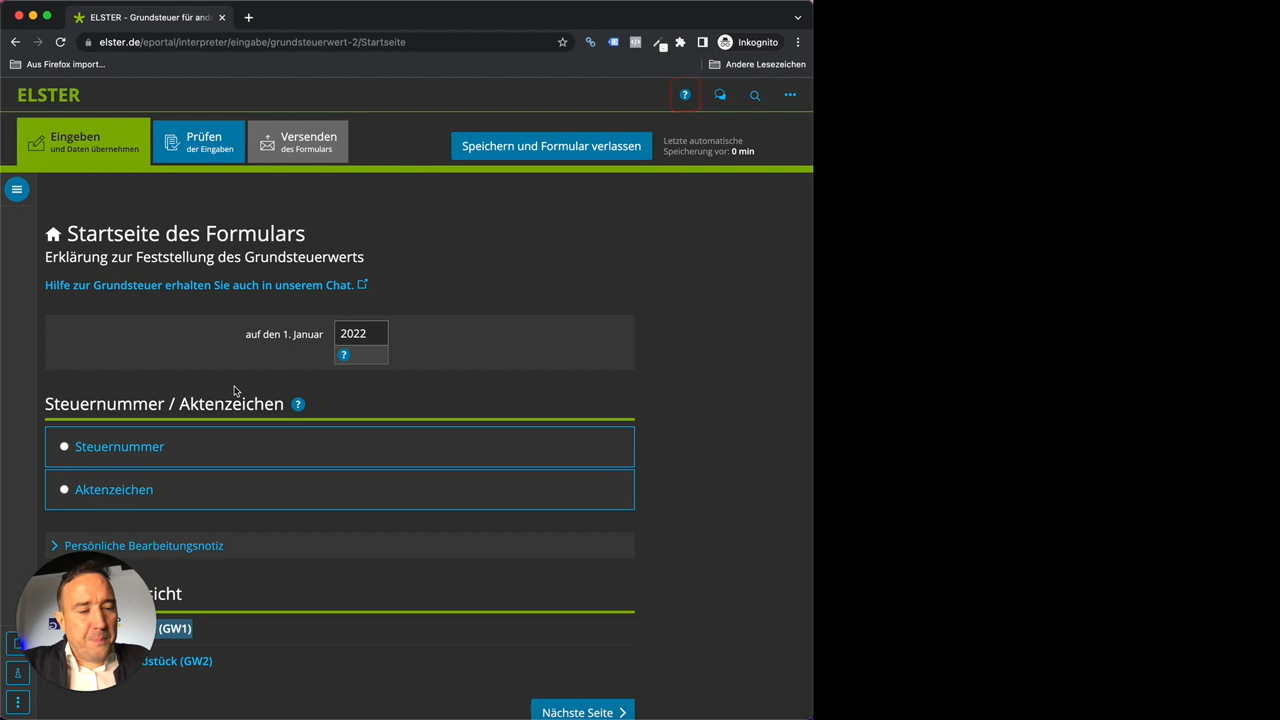 ELSTER - Grundsteuer für and
elster.de/eportal/interpreter/eingabe/grundsteuerwert-2/Startseite
Inkognito
Aus Firefox import...
Andere Lesezeichen
ELSTER
Eingeben
und Daten übernehmen
Prüfen
der Eingaben
Versenden
des Formulars
Speichern und Formular verlassen
Letzte automatische
Speicherung vor: 0 min
Startseite des Formulars
Erklärung zur Feststellung des Grundsteuerwerts
Hilfe zur Grundsteuer erhalten Sie auch in unserem Chat.
auf den 1. Januar 2022
?
Steuernummer / Aktenzeichen ?
Steuernummer
Aktenzeichen
Persönliche Bearbeitungsnotiz
sicht
(GW1)
dstück (GW2)
Nächste Seite